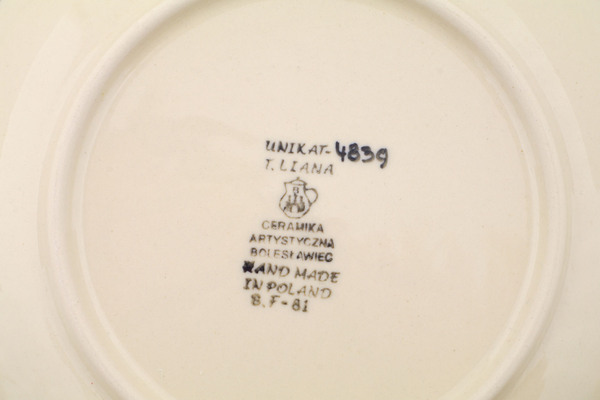 UNIKAT-4839
T. LIANA
CERAMIKA
ARTYSTYCZNA
BOLESŁAWIEC
HAND MADE
IN POLAND
B.F-81